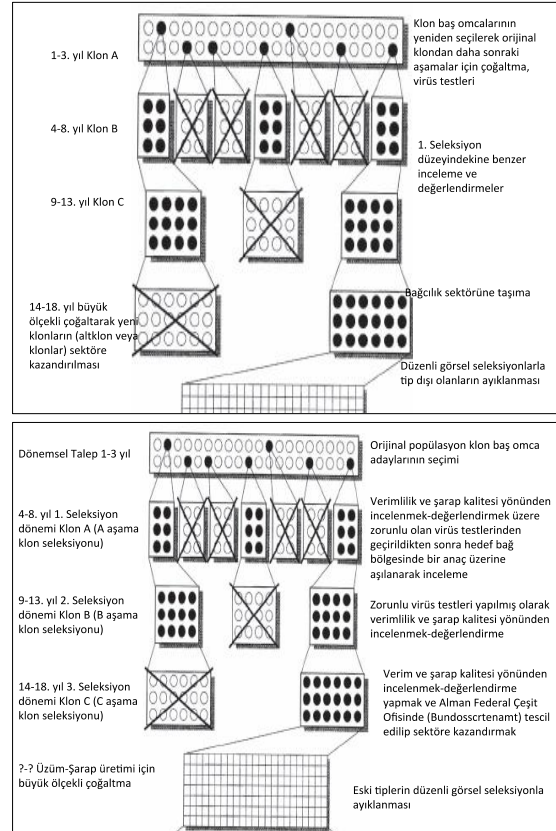 1-3. yıl Klon A
Klon baş omcalarının
yeniden seçilerek orijinal
klondan daha sonraki
aşamalar için çoğaltma,
virüs testleri
4-8. yıl Klon B
1. Seleksiyon
düzeyindekine benzer
inceleme ve
değerlendirmeler
9-13. yıl Klon C
14-18. yıl büyük
ölçekli çoğaltarak yeni
klonların (altklon veya
klonlar) sektöre
kazandırılması
Bağcılık sektörüne taşıma
Düzenli görsel seleksiyonlarla
tip dışı olanların ayıklanması
Dönemsel Talep 1-3 yıl
Orijinal popülasyon klon baş omca
adaylarının seçimi
4-8. yıl 1. Seleksiyon
dönemi Klon A (A aşama
klon seleksiyonu)
Verimlilik ve şarap kalitesi yönünden
incelenmek-değerlendirmek üzere
zorunlu olan virüs testlerinden
geçirildikten sonra hedef bağ
bölgesinde bir anaç üzerine
aşılanarak inceleme
9-13. yıl 2. Seleksiyon
dönemi Klon B (B aşama
klon seleksiyonu)
Zorunlu virüs testleri yapılmış olarak
verimlilik ve şarap kalitesi yönünden
incelenmek-değerlendirme
14-18. yıl 3. Seleksiyon
dönemi Klon C (C aşama
klon seleksiyonu)
Verim ve şarap kalitesi yönünden
incelenmek-değerlendirme
yapmak ve Alman Federal Çeşit
Ofisinde (Bundosscrtenamt) tescil
edilip sektöre kazandırmak
?-? Üzüm-Şarap üretimi için
büyük ölçekli çoğaltma
Eski tiplerin düzenli görsel seleksiyonla
ayıklanması